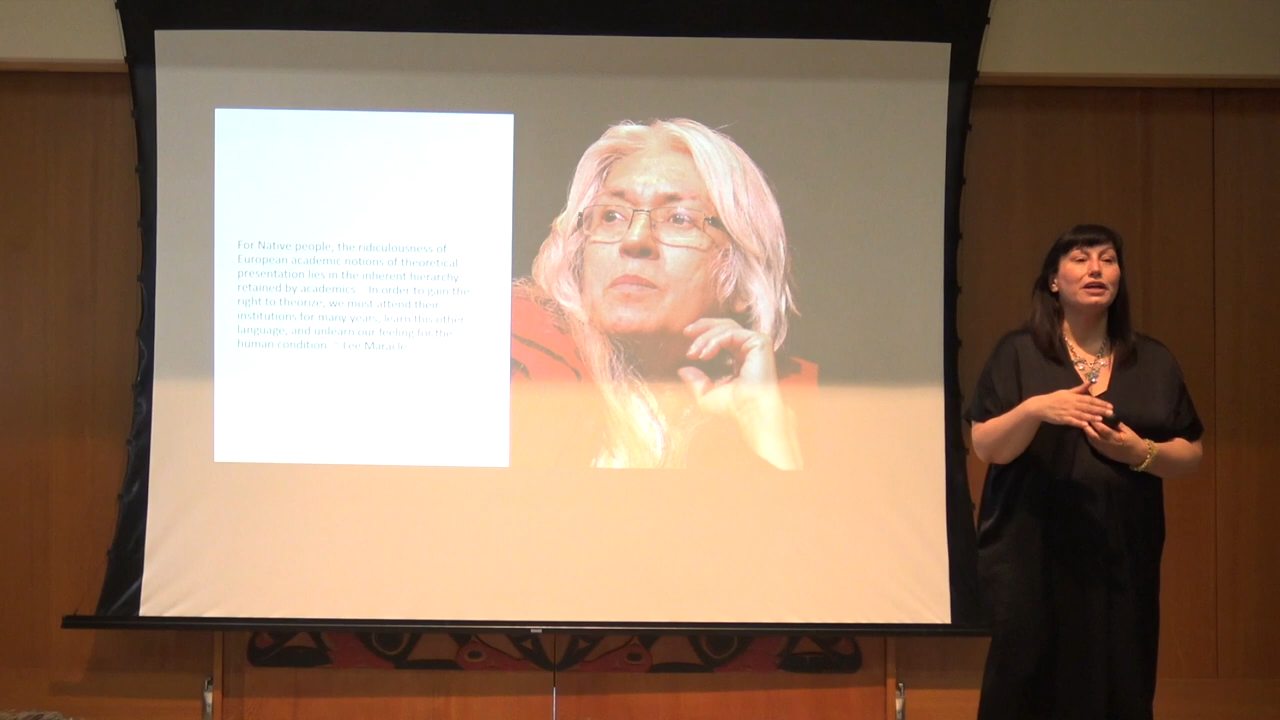 For Native people, the ridiculousness of
European academic notions of theoretical
presentation lies in the inherent hierarchy
retained by academics. In order to gain the
right to theorize, we must attend their
institutions for many years, learn this other
language, and unlearn our feeling for the
human condition. Lee Maracle